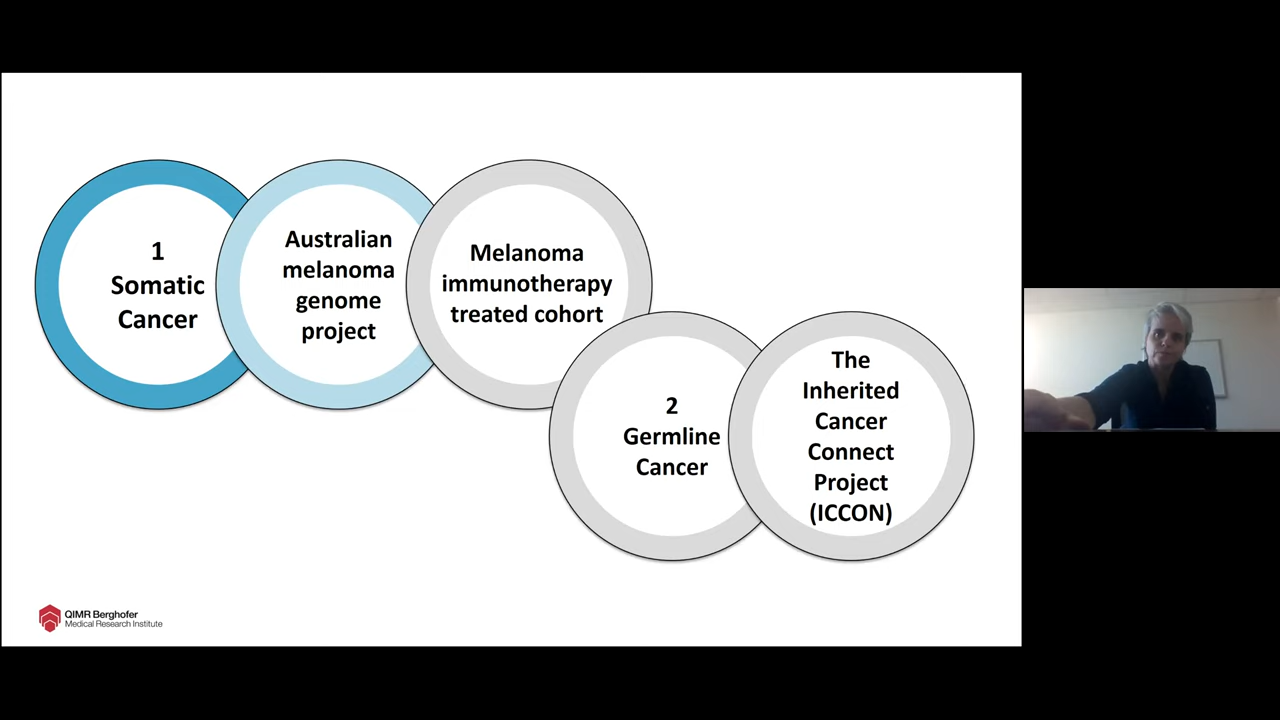 1
Somatic
Cancer
Australian
melanoma
genome
project
Melanoma
immunotherapy
treated cohort
2
Germline
Cancer
The
Inherited
Cancer
Connect
Project
(ICCON)
QIMR Berghofer
Medical Research Institute